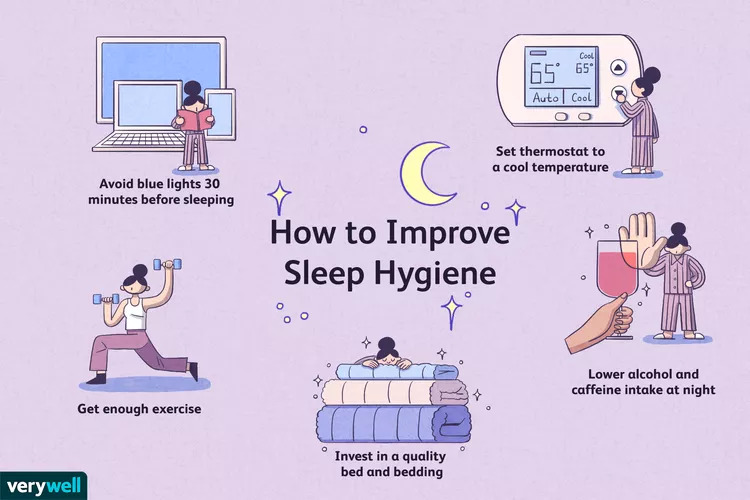 How to Improve
Sleep Hygiene
Avoid blue lights 30
minutes before sleeping
Cool
65° 65°
Auto Cool
Set thermostat to
a cool temperature
Get enough exercise
Lower alcohol and
caffeine intake at night
Invest in a quality
bed and bedding
verywell